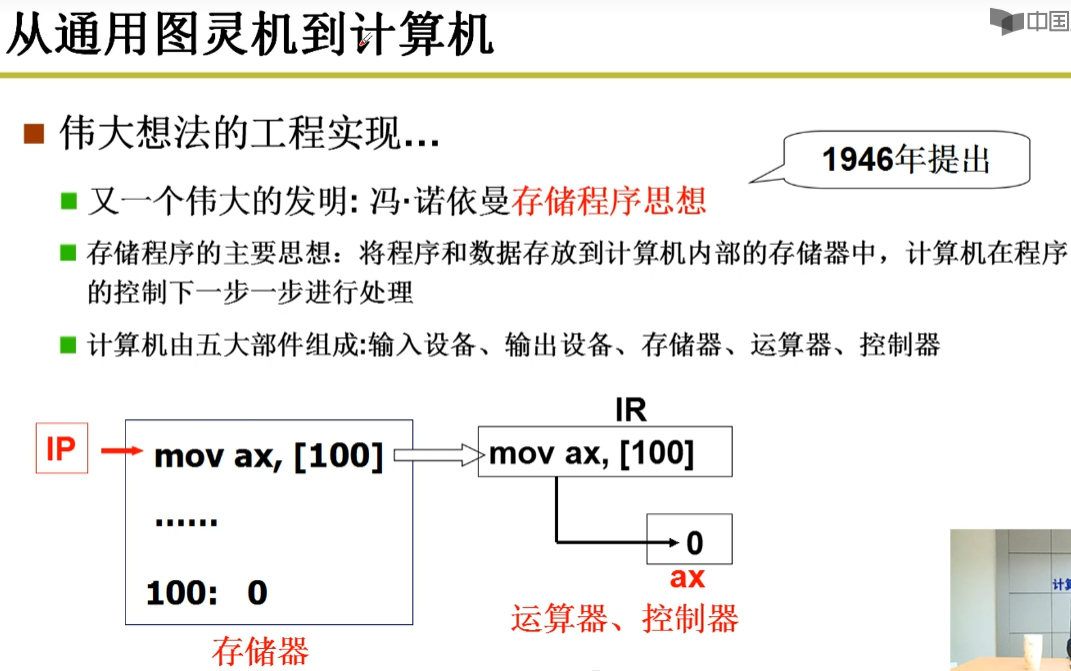 从通用图灵机到计算机
中国
伟大想法的工程实现...
1946年提出
又一个伟大的发明: 冯·诺依曼存储程序思想
存储程序的主要思想：将程序和数据存放到计算机内部的存储器中，计算机在程序
的控制下一步一步进行处理
计算机由五大部件组成:输入设备、输出设备、存储器、运算器、控制器
IR
IP
mov ax, [100]
mov ax, [100]
......
0
ax
100: 0
运算器、控制器
存储器
计